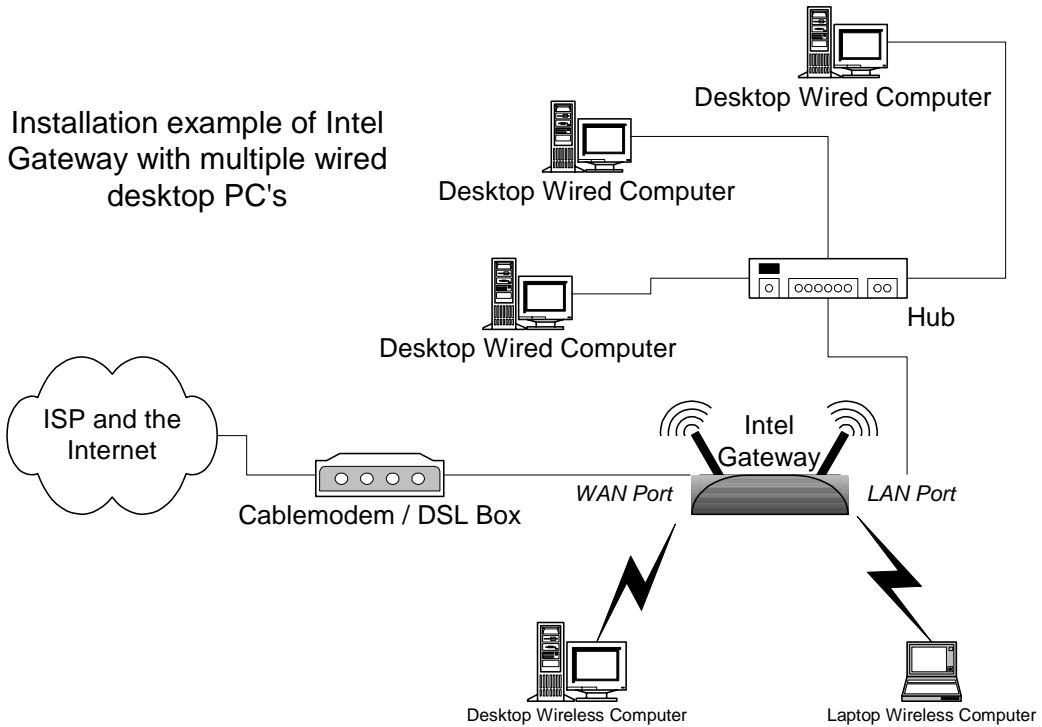 Installation example of Intel
Gateway with multiple wired
desktop PC's
Desktop Wired Computer
Desktop Wired Computer
Desktop Wired Computer
Hub
ISP and the
Internet
Cablemodem / DSL Box
WAN Port
Intel
Gateway
LAN Port
Desktop Wireless Computer
Laptop Wireless Computer